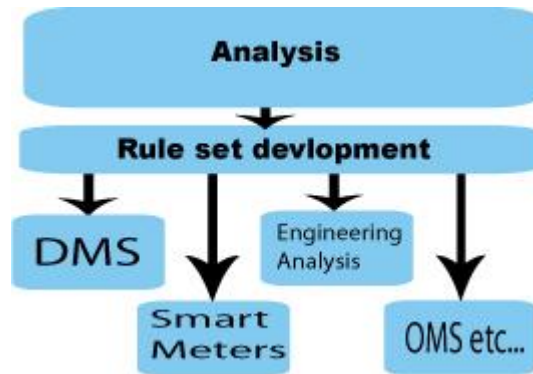 Analysis
Rule set devlopment
DMS
Engineering
Analysis
Smart
Meters
OMS etc...